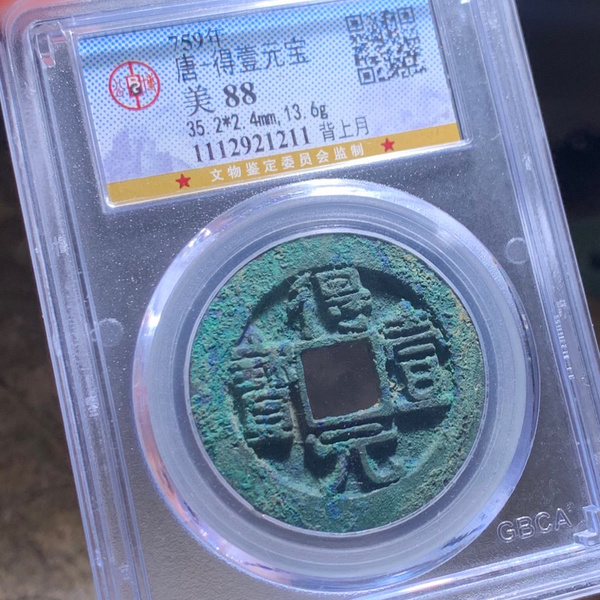 759年
唐-得壹元宝
美 88
35.2*2.4mm,13.6g
1112921211 背上月
文物鉴定委员会监制
得壹元寶
GBCA